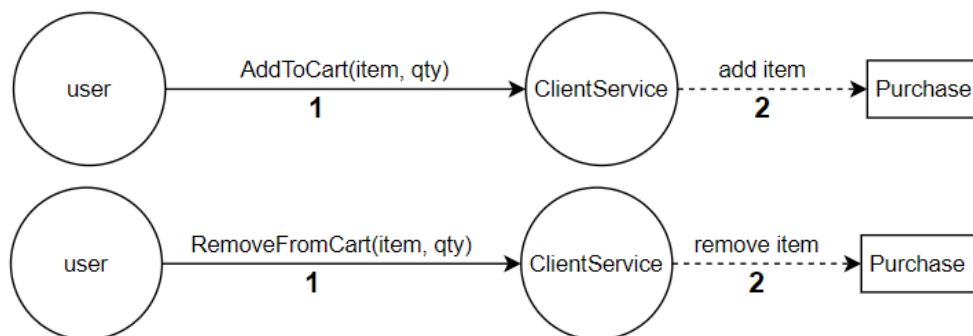 user
AddToCart(item, qty)
1
ClientService
add item
2
Purchase
user
RemoveFromCart(item, qty)
1
ClientService
remove item
2
Purchase